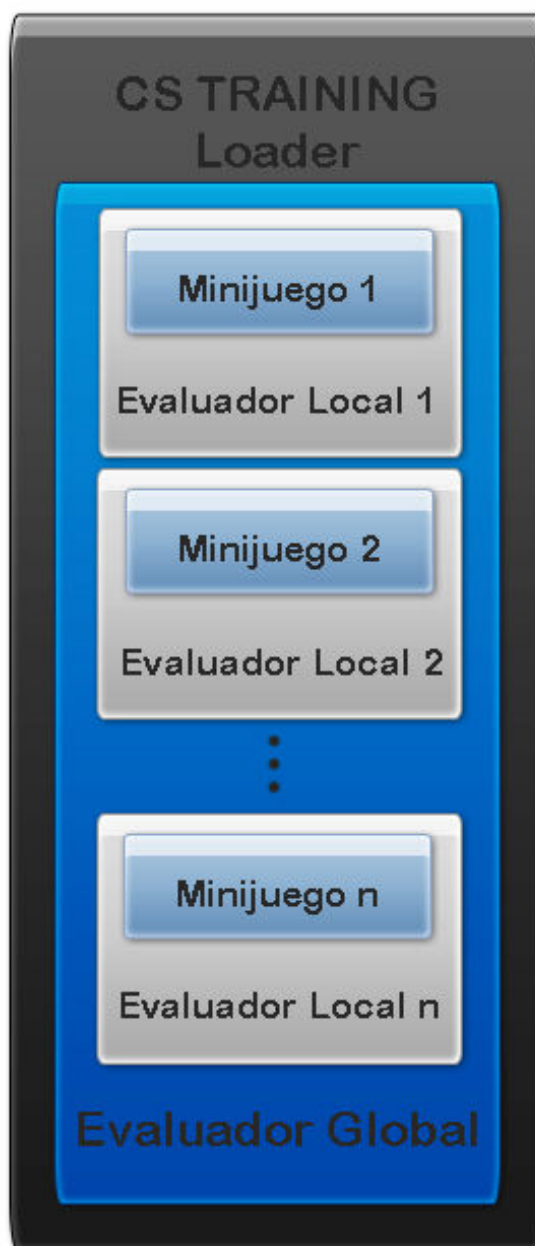 CS TRAINING
Loader
Minijuego 1
Evaluador Local 1
Minijuego 2
Evaluador Local 2
Minijuego n
Evaluador Local n
Evaluador Global